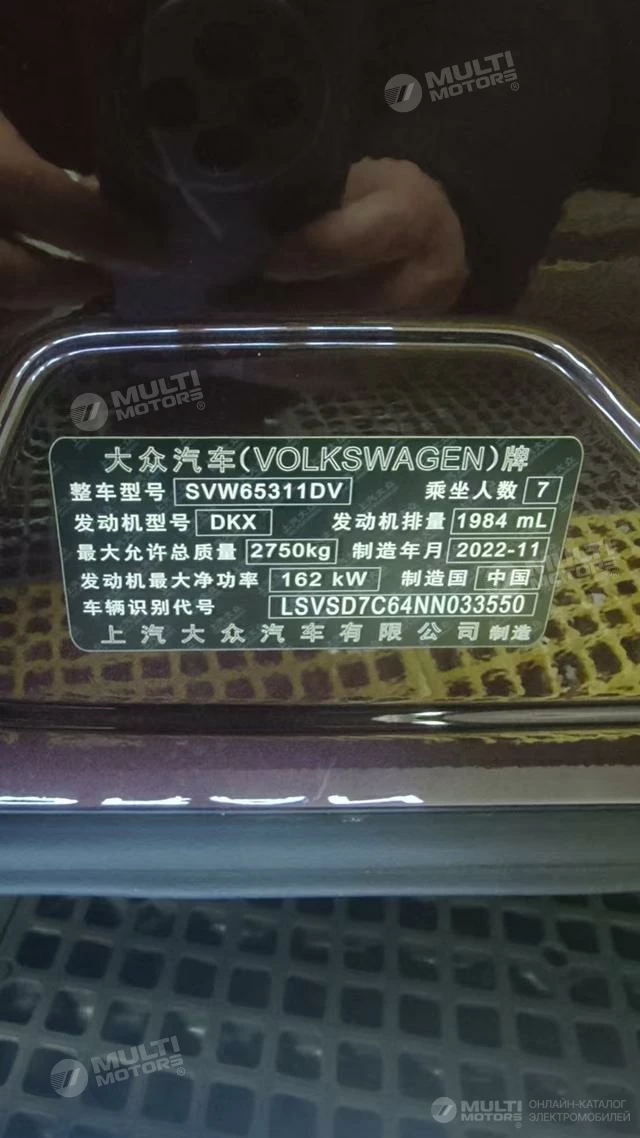 MULTI
MOTORS®
MULTI
MOTORS®
大众汽车(VOLKSWAGEN)牌
整车型号 SVW65311DV 乘坐人数 7
发动机型号 DKX 发动机排量 1984 mL
最大允许总质量 2750kg 制造年月 2022-11
发动机最大净功率 162 kW 制造国 中国
车辆识别代号 LSVSD7C64NN033550
上汽大众汽车有限公司 制造
MULTI
MOTORS®
MULTI
MOTORS®
MULTI
MOTORS®
ОНЛАЙН-КАТАЛОГ
ЭЛЕКТРОМОБИЛЕЙ